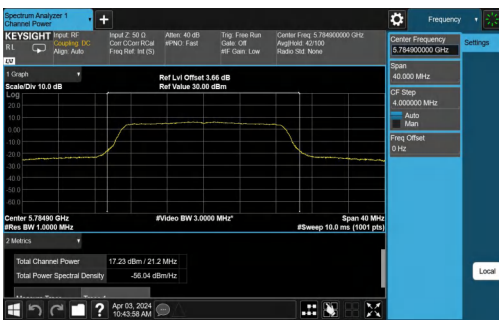 Spectrum Analyzer 1
Channel Power
Frequency
KEYSIGHT
RL
Input: RF
Coupling: DC
Align: Auto
Input Z: 50 Ω
Corr CCorr RCal
Freq Ref: Int (S)
Atten: 40 dB
#PNO: Fast
Trig: Free Run
Gate: Off
#IF Gain: Low
Center Freq: 5.784900000 GHz
Avg|Hold: 42/100
Radio Std: None
Center Frequency
5.784900000 GHz
Settings
Span
40.000 MHz
CF Step
4.000000 MHz
Auto
Man
Freq Offset
0 Hz
1 Graph
Scale/Div 10.0 dB
Ref Lvl Offset 3.66 dB
Ref Value 30.00 dBm
Log
20.0
10.0
0.00
-10.0
-20.0
-30.0
-40.0
-50.0
-60.0
Center 5.78490 GHz
#Video BW 3.0000 MHz*
Span 40 MHz
#Res BW 1.0000 MHz
#Sweep 10.0 ms (1001 pts)
2 Metrics
Total Channel Power 17.23 dBm / 21.2 MHz
Total Power Spectral Density -56.04 dBm/Hz
Local
?
Apr 03, 2024
10:43:58 AM